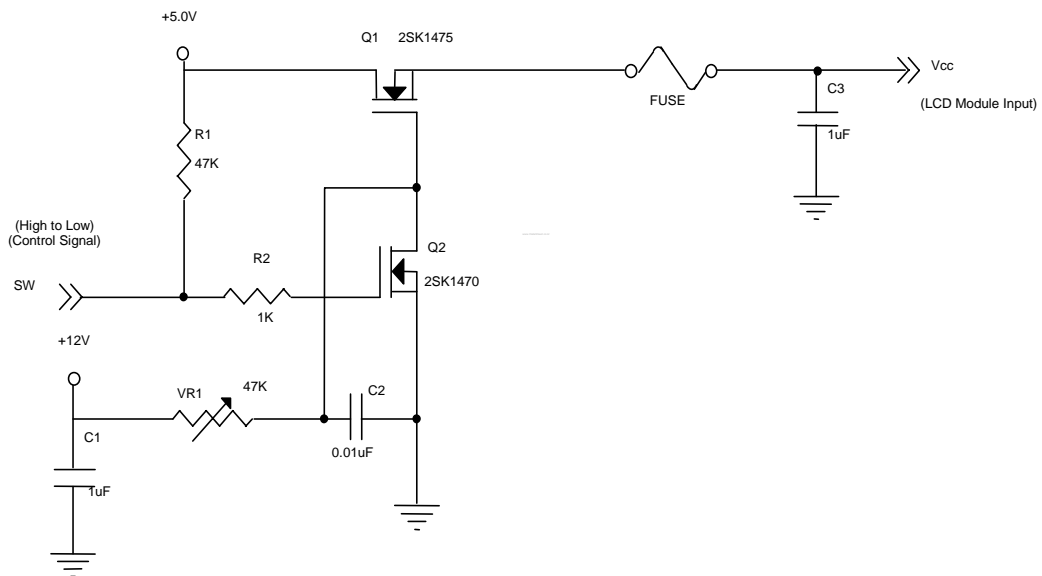 +5.0V
Q1 2SK1475
Vcc
FUSE
C3
(LCD Module Input)
1uF
R1
47K
(High to Low)
(Control Signal)
SW
R2
1K
Q2
2SK1470
+12V
VR1
47K
C2
0.01uF
C1
1uF